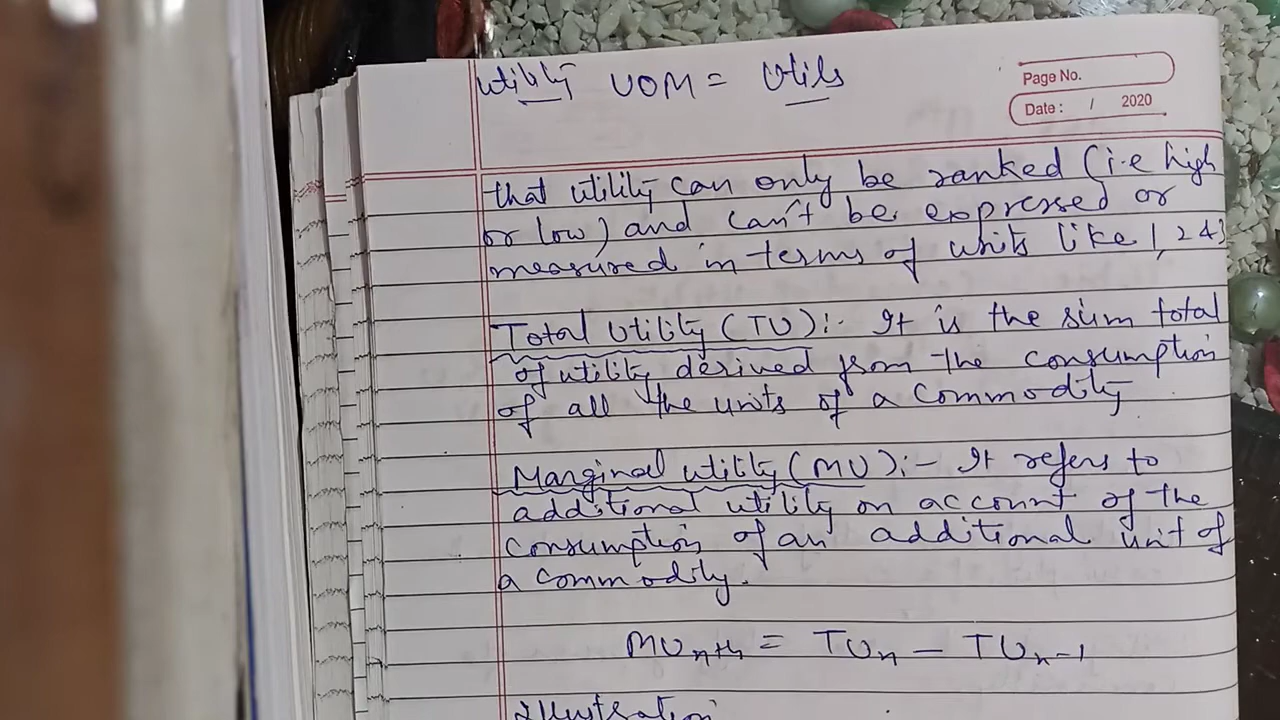 Utility UOM = Utils
Page No.
Date : / 2020
that utility can only be ranked (i.e high
or low) and can't be expressed or
measured in terms of units like 1, 2 & 3
Total Utility (TU) :- It is the sum total
of utility derived from the consumption
of all the units of a commodity
Marginal utility (MU) :- It refers to
additional utility on account of the
consumption of an additional unit of
a commodity.
MUnth = TUn - TUn-1
Illustration